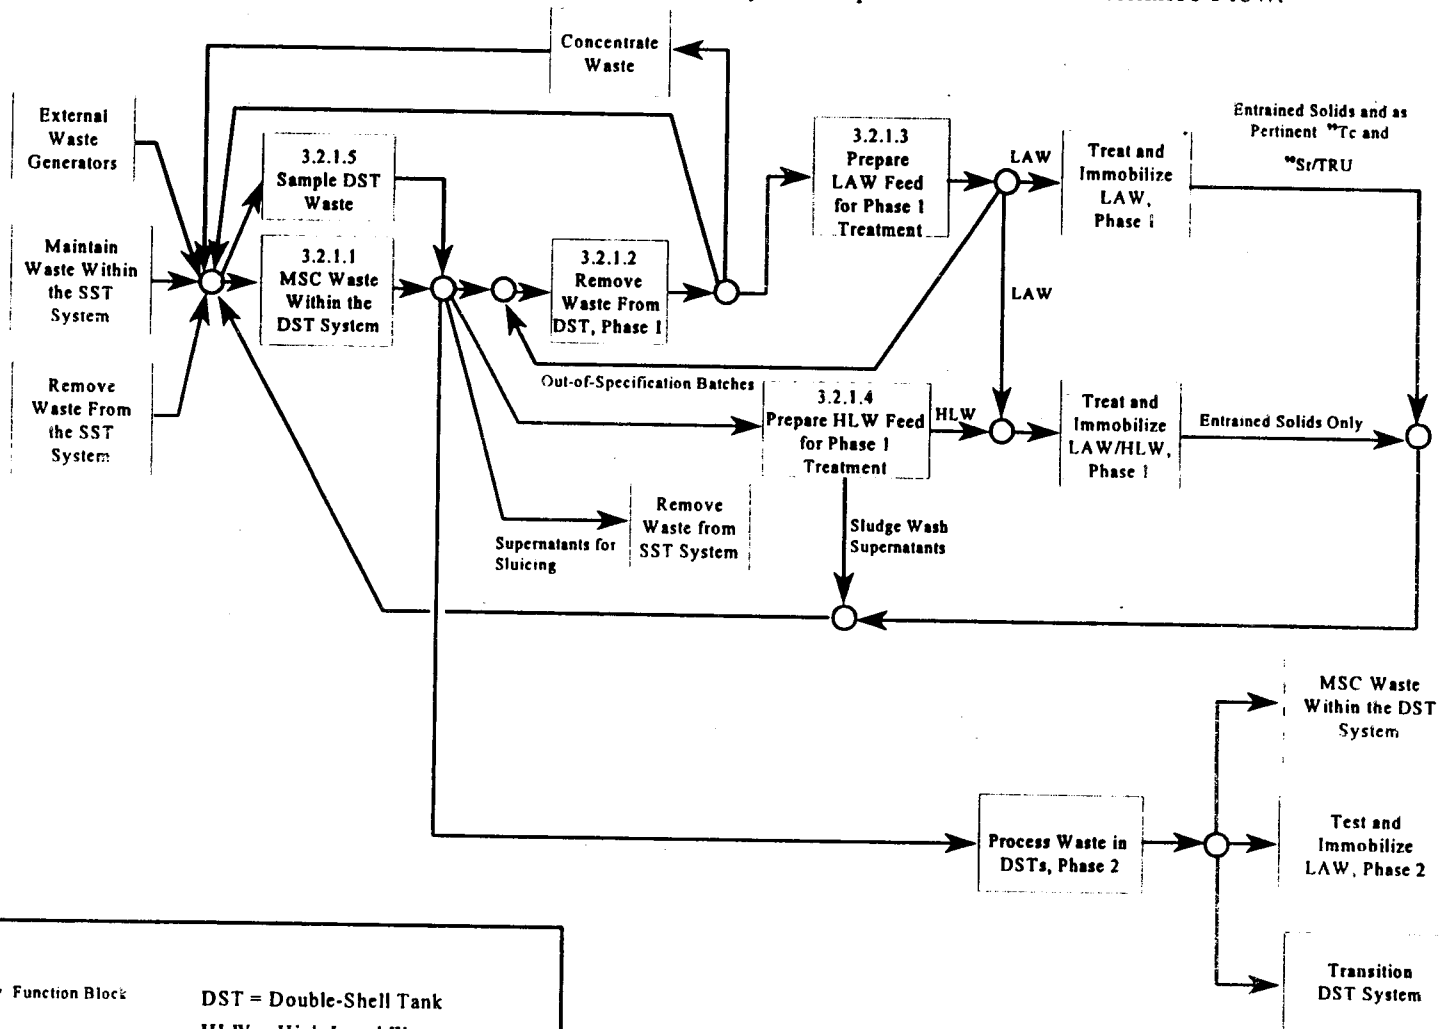 Concentrate
Waste
External
Waste
Generators
3.2.1.5
Sample DST
Waste
3.2.1.3
Prepare
LAW Feed
for Phase 1
Treatment
LAW
Treat and
Immobilize
LAW,
Phase 1
Entrained Solids and as
Pertinent ⁹⁹Tc and
⁹⁰Sr/TRU
Maintain
Waste Within
the SST
System
3.2.1.1
MSC Waste
Within the
DST System
3.2.1.2
Remove
Waste From
DST, Phase 1
LAW
Remove
Waste From
the SST
System
Out-of-Specification Batches
3.2.1.4
Prepare HLW Feed
for Phase 1
Treatment
HLW
Treat and
Immobilize
LAW/HLW,
Phase 1
Entrained Solids Only
Remove
Waste from
SST System
Supernatants for
Sluicing
Sludge Wash
Supernatants
MSC Waste
Within the DST
System
Process Waste in
DSTs, Phase 2
Test and
Immobilize
LAW, Phase 2
Transition
DST System
Function Block
DST = Double-Shell Tank